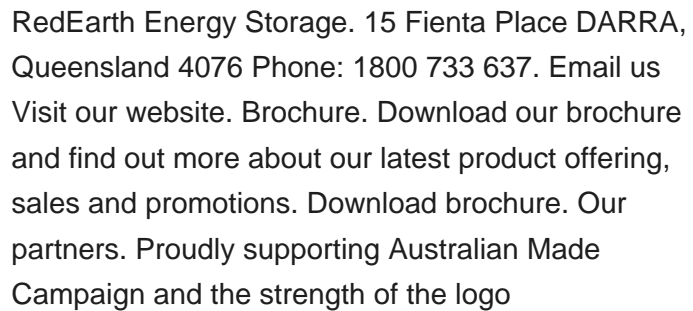 RedEarth Energy Storage. 15 Fienta Place DARRA,
Queensland 4076 Phone: 1800 733 637. Email us
Visit our website. Brochure. Download our brochure
and find out more about our latest product offering,
sales and promotions. Download brochure. Our
partners. Proudly supporting Australian Made
Campaign and the strength of the logo